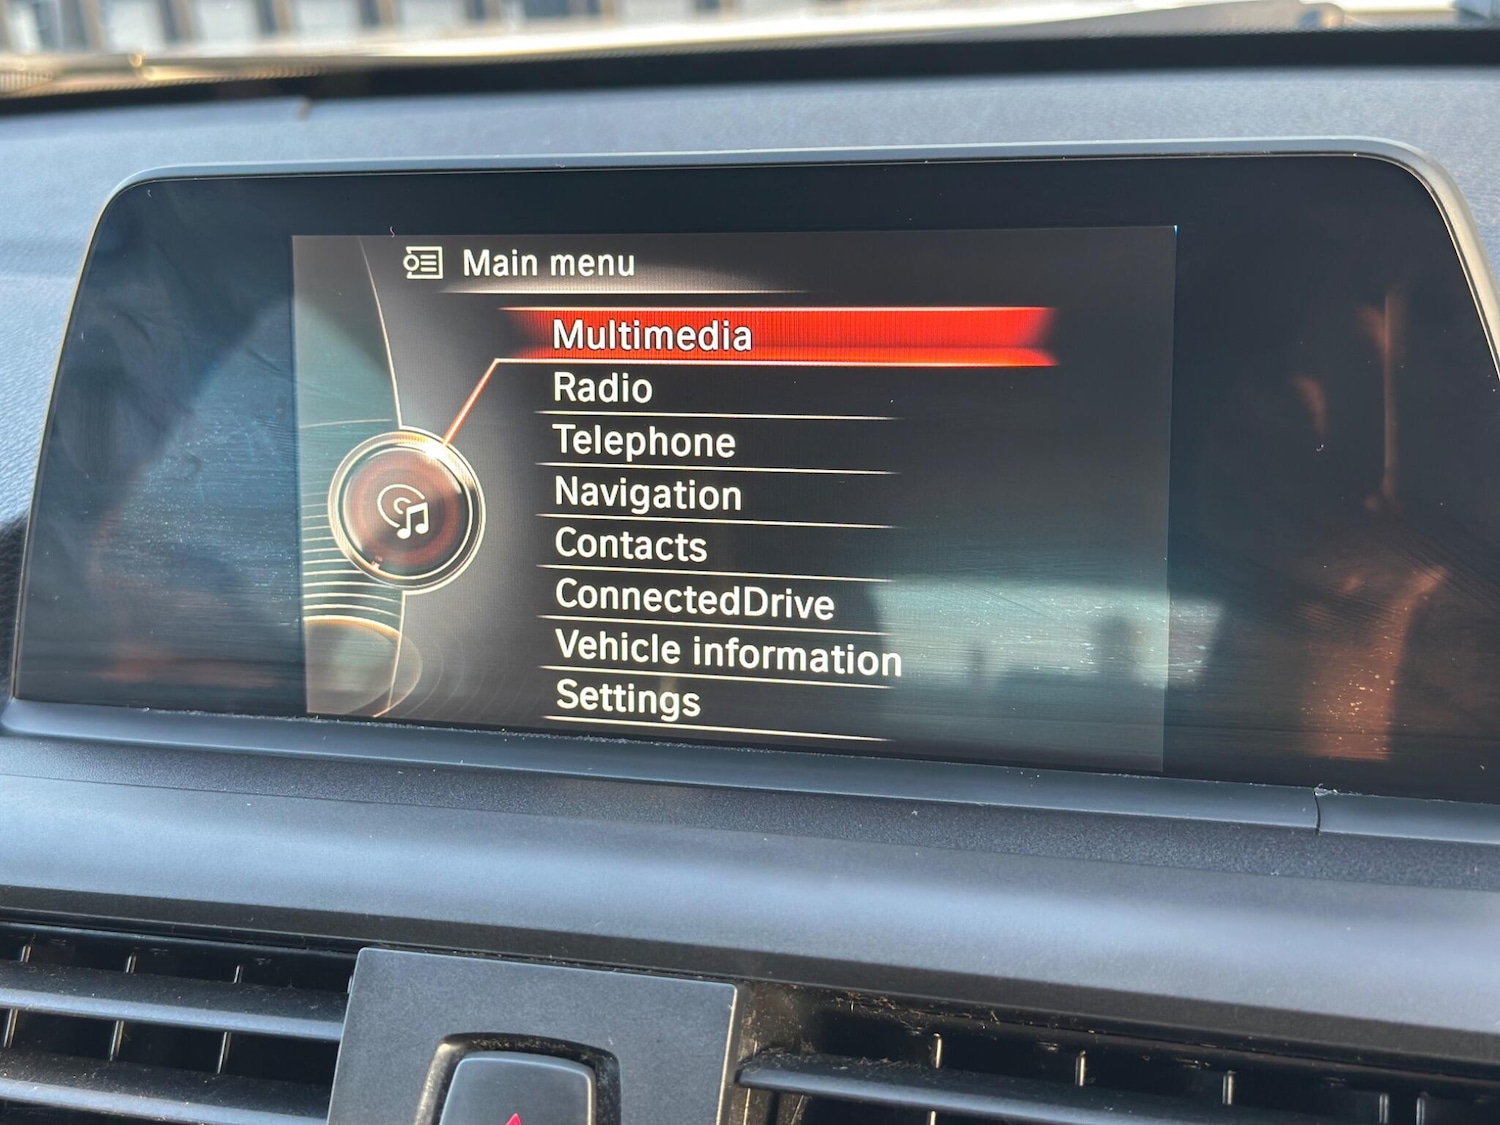 Main menu
Multimedia
Radio
Telephone
Navigation
Contacts
ConnectedDrive
Vehicle information
Settings